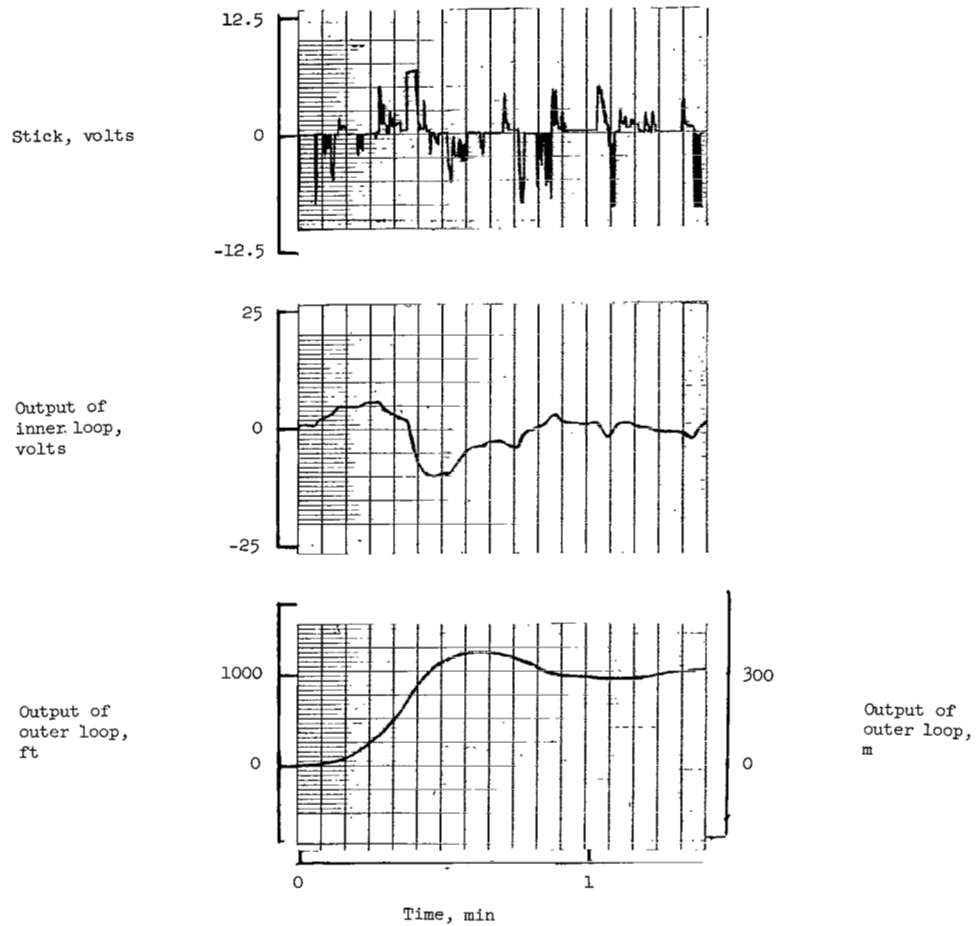 12.5
Stick, volts
0
-12.5
25
Output of
inner loop,
volts
0
-25
1000
300
Output of
outer loop,
ft
Output of
outer loop,
m
0
0
0
1
Time, min